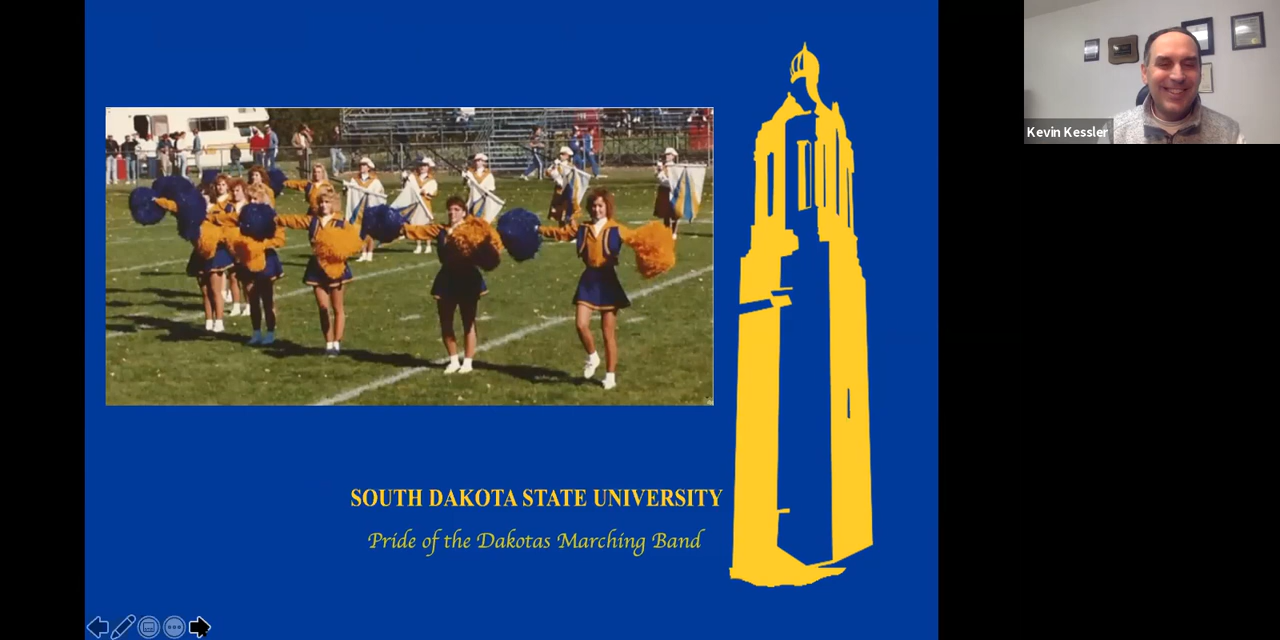 Kevin Kessler
SOUTH DAKOTA STATE UNIVERSITY
Pride of the Dakotas Marching Band